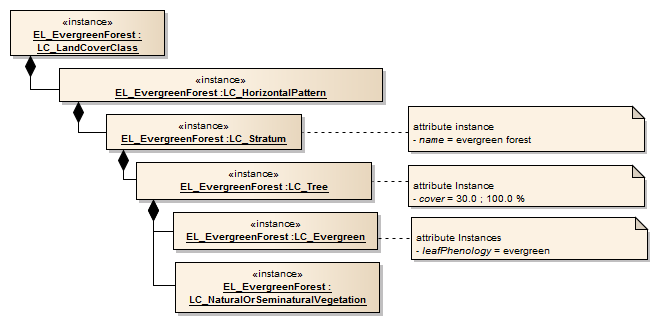 «instance»
EL_EvergreenForest :
LC_LandCoverClass
«instance»
EL_EvergreenForest :LC_HorizontalPattern
«instance»
EL_EvergreenForest :LC_Stratum
attribute instance
- name = evergreen forest
«instance»
EL_EvergreenForest :LC_Tree
attribute Instance
- cover = 30.0 ; 100.0 %
«instance»
EL_EvergreenForest :LC_Evergreen
attribute Instances
- leafPhenology = evergreen
«instance»
EL_EvergreenForest :
LC_NaturalOrSeminaturalVegetation